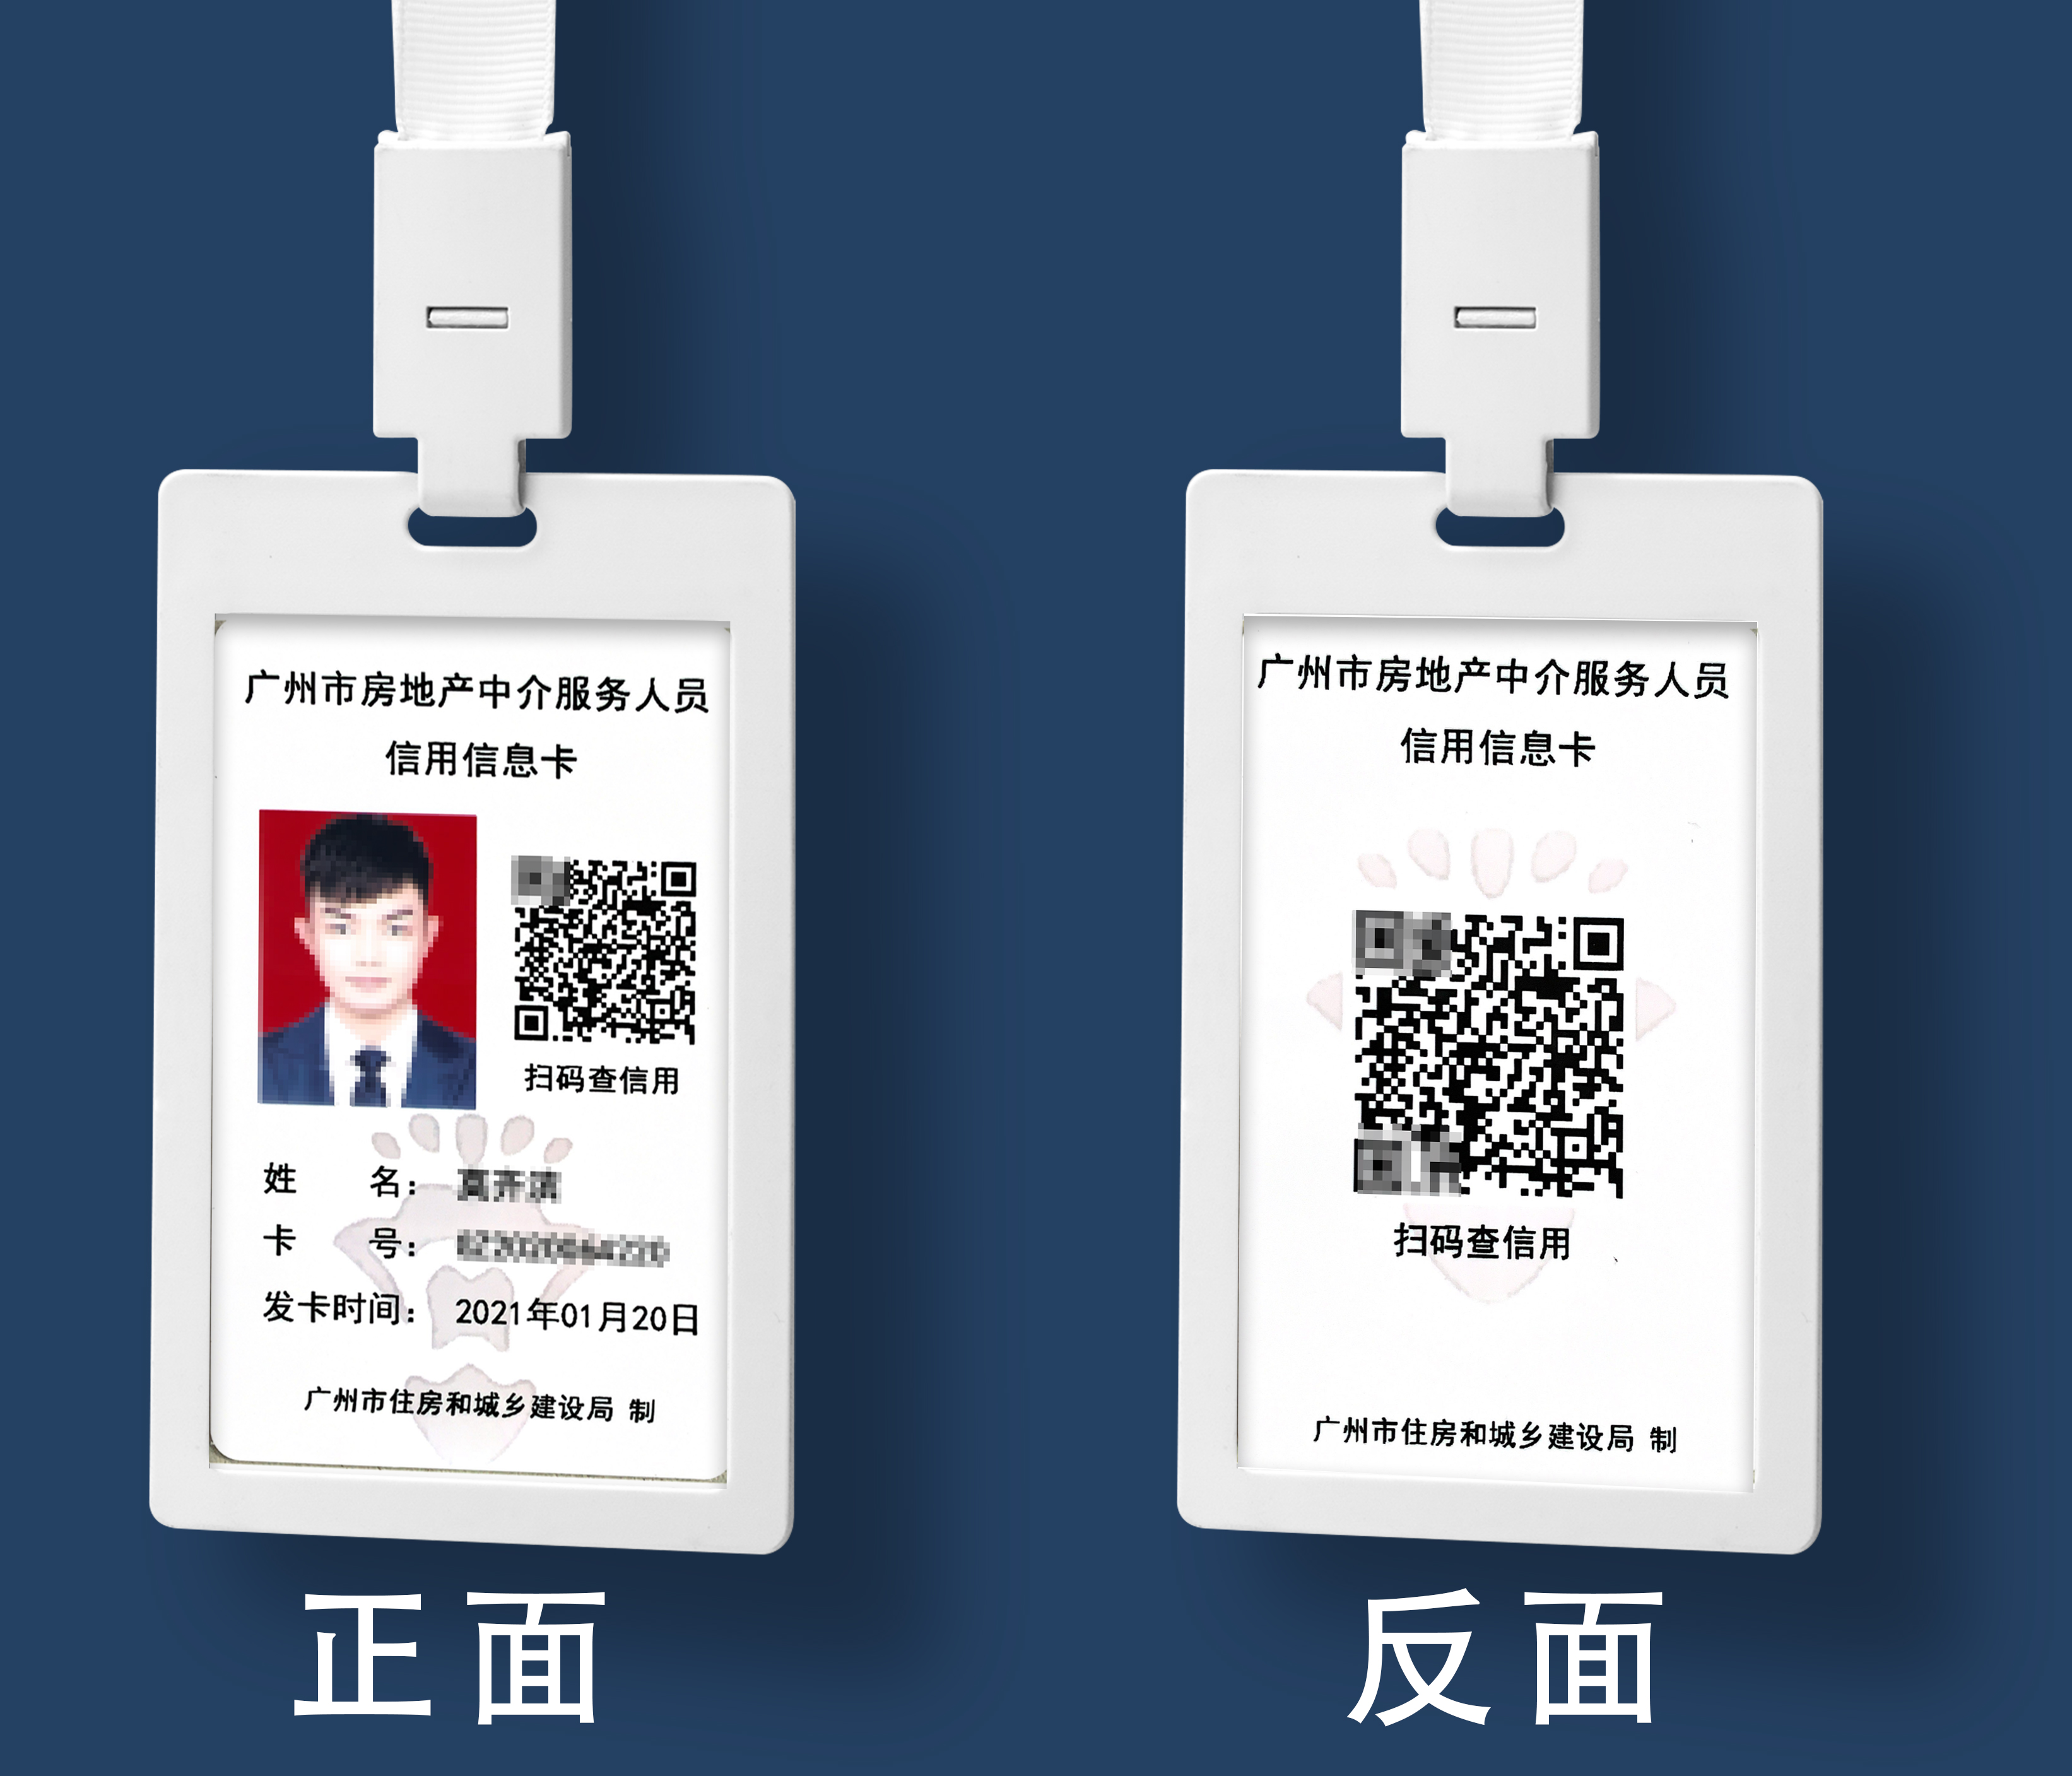 广州市房地产中介服务人员
信用信息卡
扫码查信用
姓名：
卡号：
发卡时间：2021年01月20日
广州市住房和城乡建设局 制
正面
广州市房地产中介服务人员
信用信息卡
扫码查信用
广州市住房和城乡建设局 制
反面